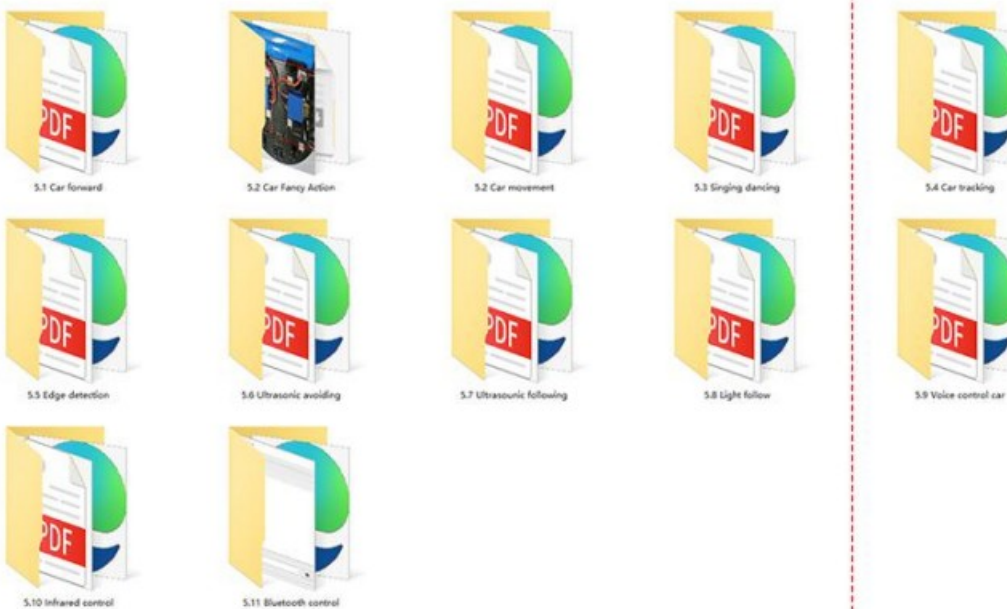 PDF
PDF
PDF
PDF
5.1 Car forward
5.2 Car Fancy Action
5.2 Car movement
5.3 Singing dancing
5.4 Car tracking
PDF
PDF
PDF
PDF
PDF
5.5 Edge detection
5.6 Ultrasonic avoiding
5.7 Ultrasounic following
5.8 Light follow
5.9 Voice control car
PDF
5.10 Infrared control
5.11 Bluetooth control